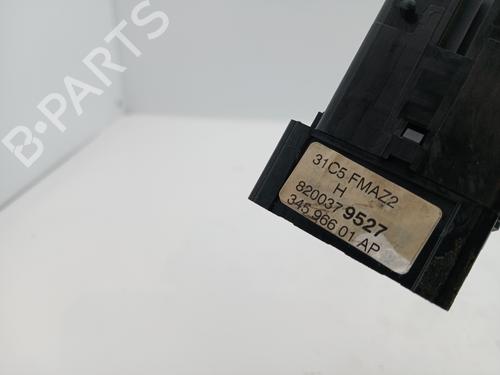 B-PARTS
31C5 FMAZ2
H
8200379527
345 966 01 AP